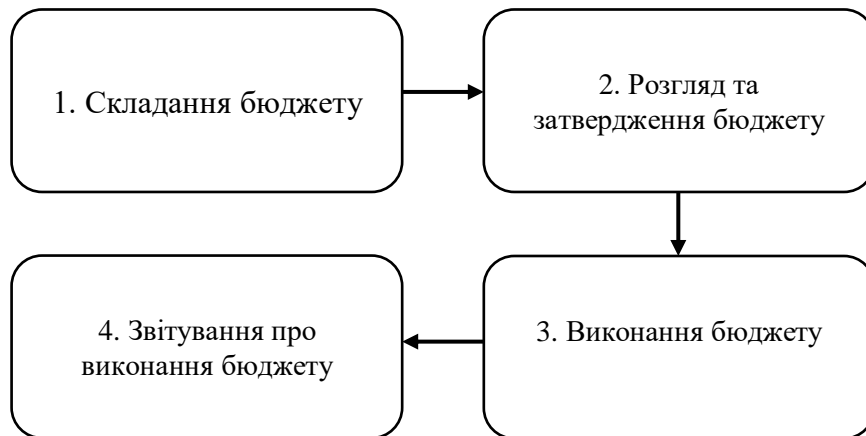 1. Складання бюджету
2. Розгляд та
затвердження бюджету
3. Виконання бюджету
4. Звітування про
виконання бюджету